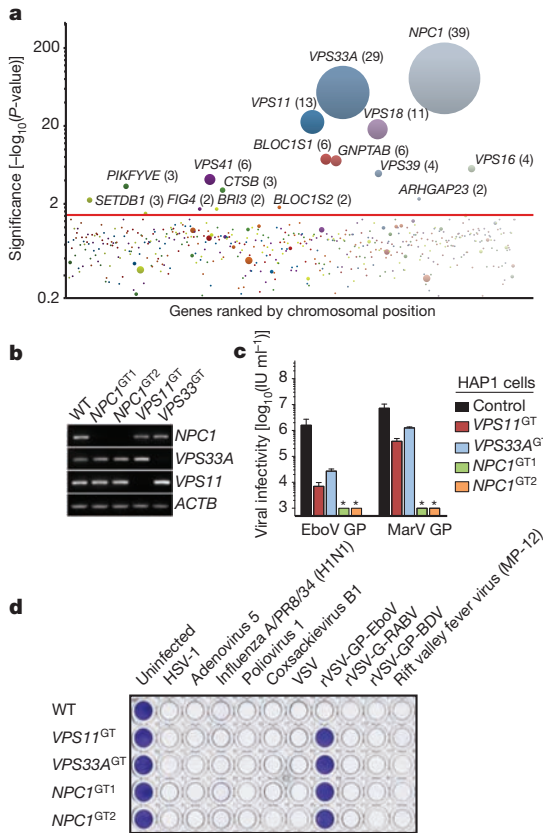 a
Significance [–log10(P-value)]
200
20
2
0.2
NPC1 (39)
VPS33A (29)
VPS11 (13)
VPS18 (11)
BLOC1S1 (6)
GNPTAB (6)
VPS41 (6)
VPS39 (4)
VPS16 (4)
PIKFYVE (3)
CTSB (3)
ARHGAP23 (2)
SETDB1 (3)
FIG4 (2)
BRI3 (2)
BLOC1S2 (2)
Genes ranked by chromosomal position
b
WT
NPC1GT1
NPC1GT2
VPS11GT
VPS33GT
NPC1
VPS33A
VPS11
ACTB
c
Viral infectivity [log10(IU ml–1)]
7
6
5
4
3
* * * *
EboV GP
MarV GP
HAP1 cells
Control
VPS11GT
VPS33AGT
NPC1GT1
NPC1GT2
d
Uninfected
HSV-1
Adenovirus 5
Influenza A/PR8/34 (H1N1)
Poliovirus 1
Coxsackievirus B1
VSV
rVSV-GP-EboV
rVSV-G-RABV
rVSV-GP-BDV
Rift valley fever virus (MP-12)
WT
VPS11GT
VPS33AGT
NPC1GT1
NPC1GT2